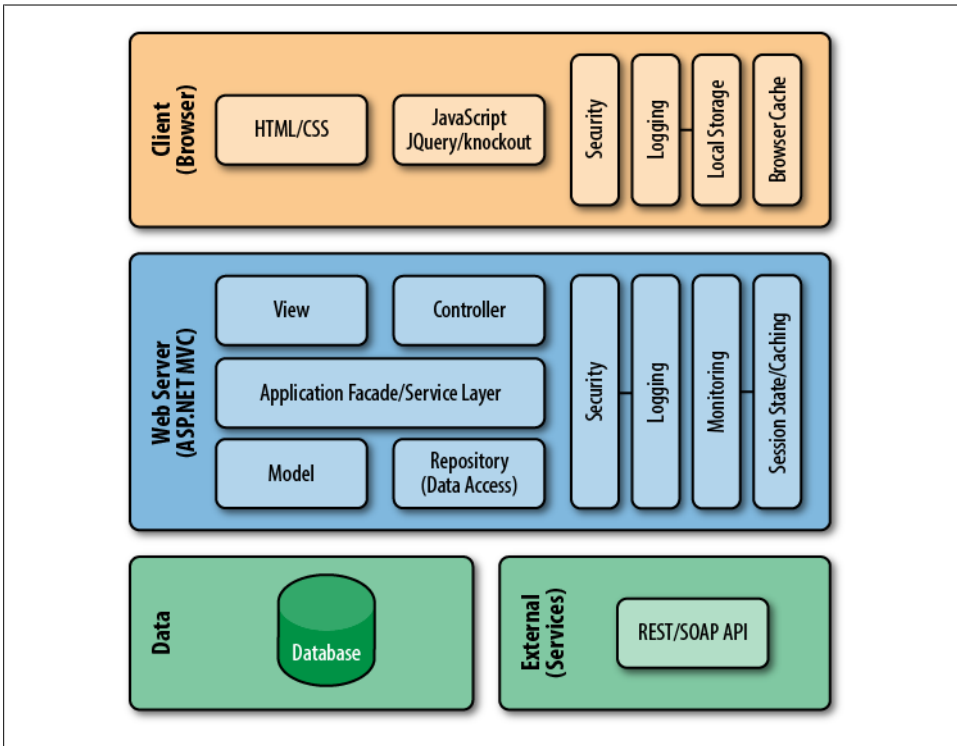 Client
(Browser)
HTML/CSS
JavaScript
JQuery/knockout
Security
Logging
Local Storage
Browser Cache
Web Server
(ASP.NET MVC)
View
Controller
Application Facade/Service Layer
Model
Repository
(Data Access)
Security
Logging
Monitoring
Session State/Caching
Data
Database
External
(Services)
REST/SOAP API